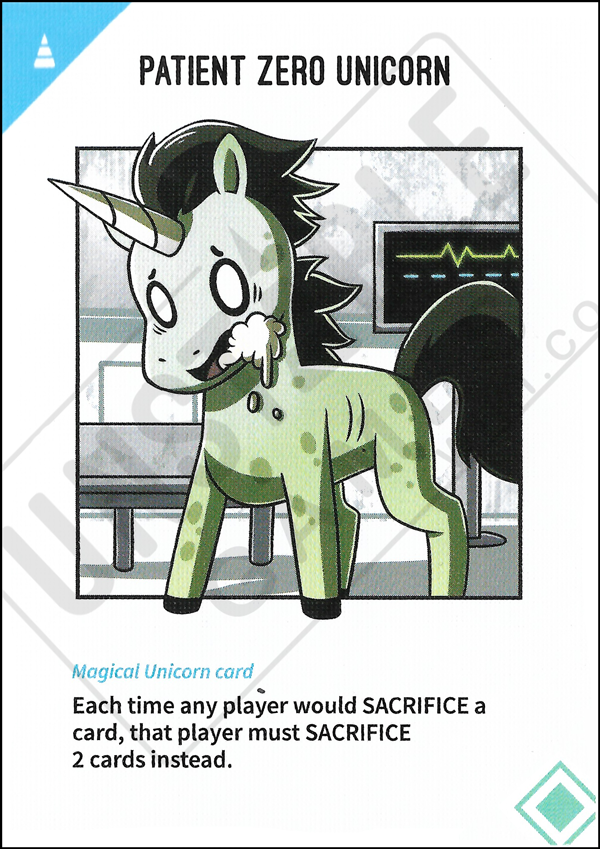 PATIENT ZERO UNICORN
Magical Unicorn card
Each time any player would SACRIFICE a
card, that player must SACRIFICE
2 cards instead.